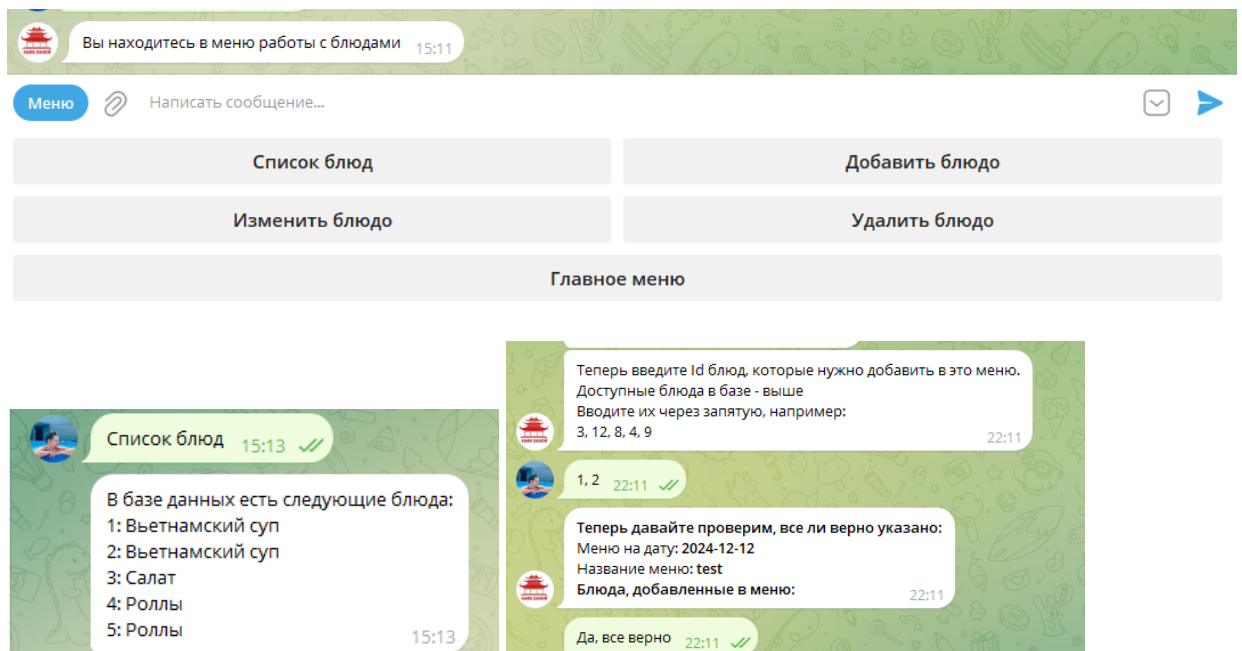 Вы находитесь в меню работы с блюдами 15:11
Меню Написать сообщение...
Список блюд Добавить блюдо
Изменить блюдо Удалить блюдо
Главное меню
Список блюд 15:13
В базе данных есть следующие блюда:
1: Вьетнамский суп
2: Вьетнамский суп
3: Салат
4: Роллы
5: Роллы 15:13
Теперь введите Id блюд, которые нужно добавить в это меню.
Доступные блюда в базе - выше
Вводите их через запятую, например:
3, 12, 8, 4, 9 22:11
1, 2 22:11
Теперь давайте проверим, все ли верно указано:
Меню на дату: 2024-12-12
Название меню: test
Блюда, добавленные в меню: 22:11
Да, все верно 22:11